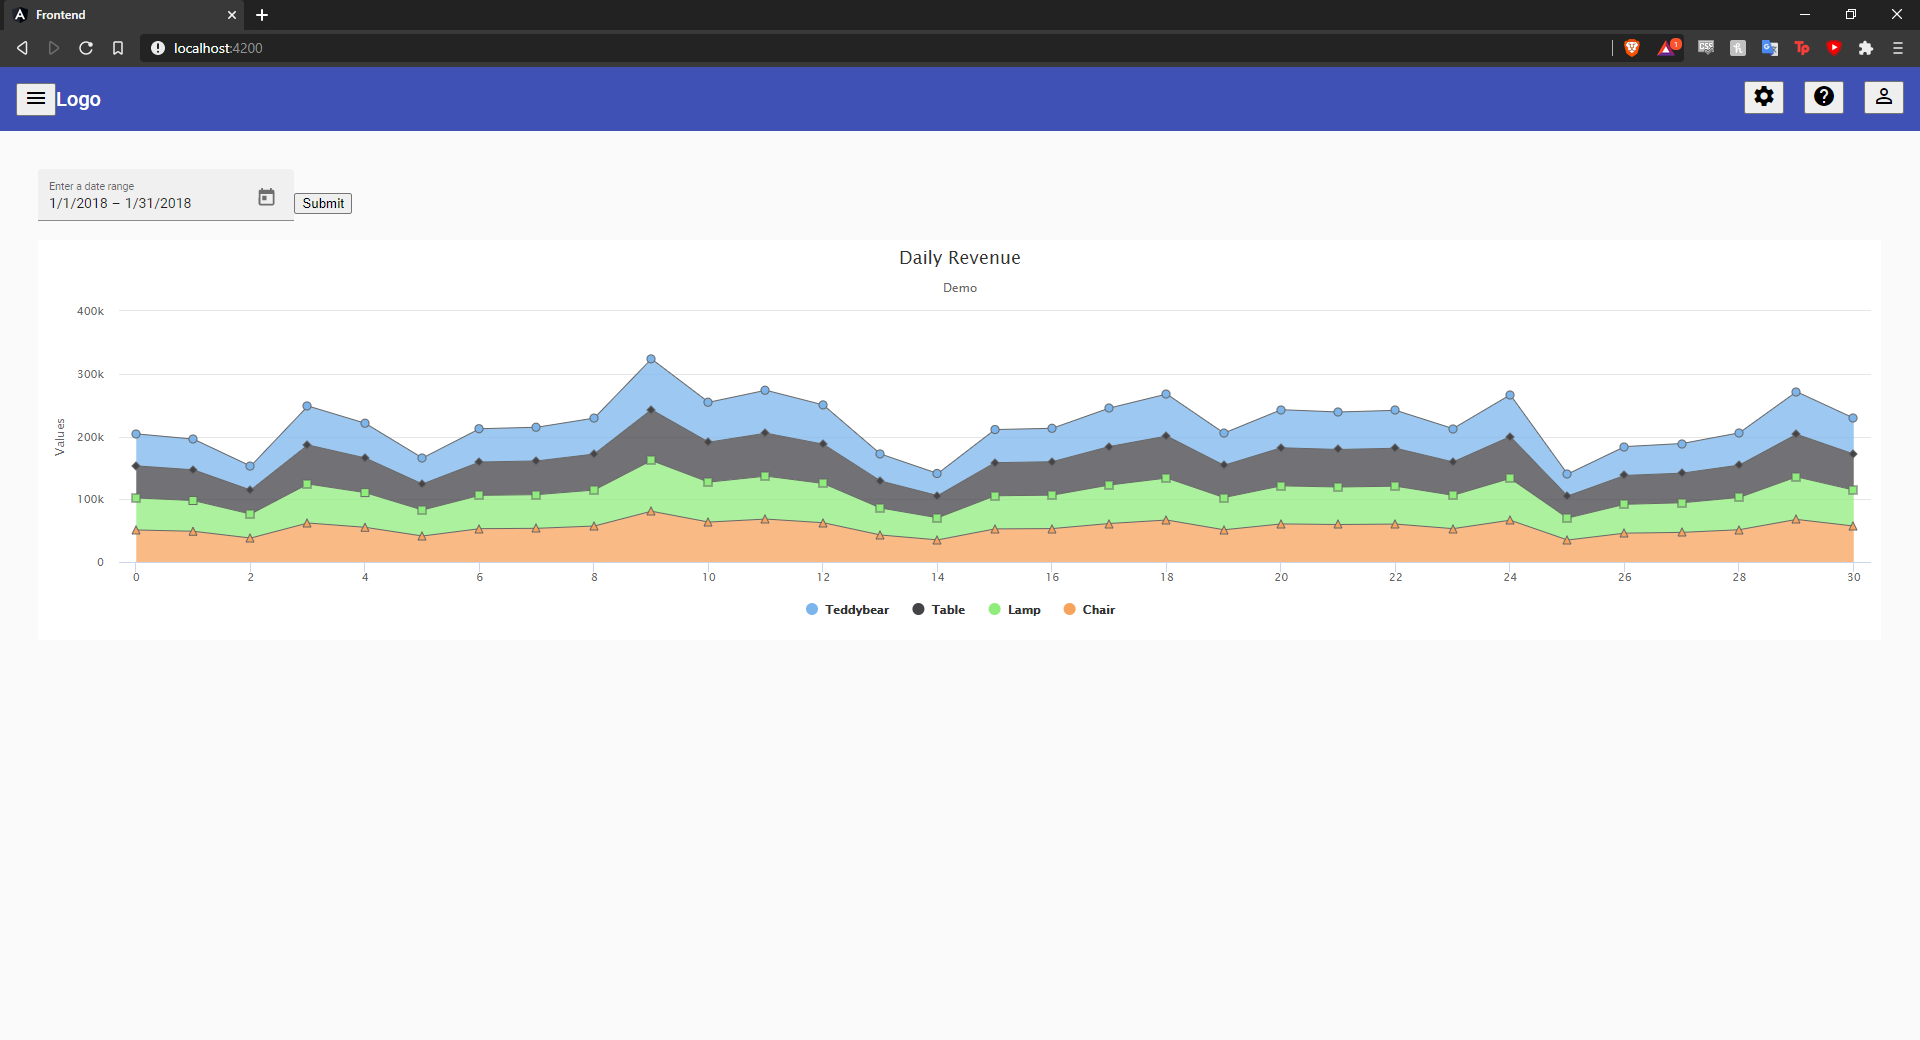 Frontend
localhost:4200
1
Logo
Enter a date range
1/1/2018 – 1/31/2018
Submit
Daily Revenue
Demo
Values
400k
300k
200k
100k
0
0 2 4 6 8 10 12 14 16 18 20 22 24 26 28 30
Teddybear Table Lamp Chair